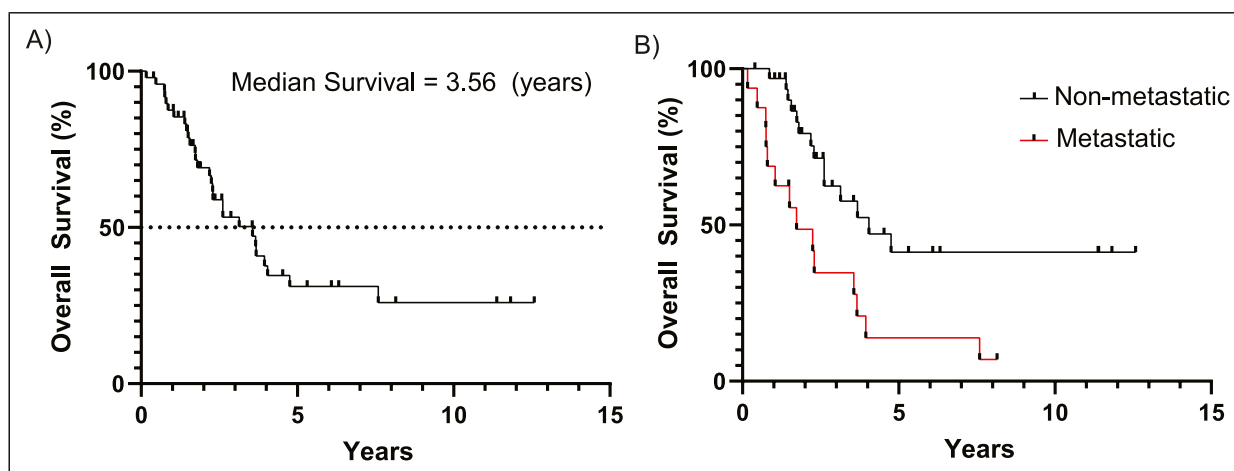 A)
Median Survival = 3.56 (years)
Overall Survival (%)
100
50
0
0 5 10 15
Years
B)
Non-metastatic
Metastatic
Overall Survival (%)
100
50
0
0 5 10 15
Years